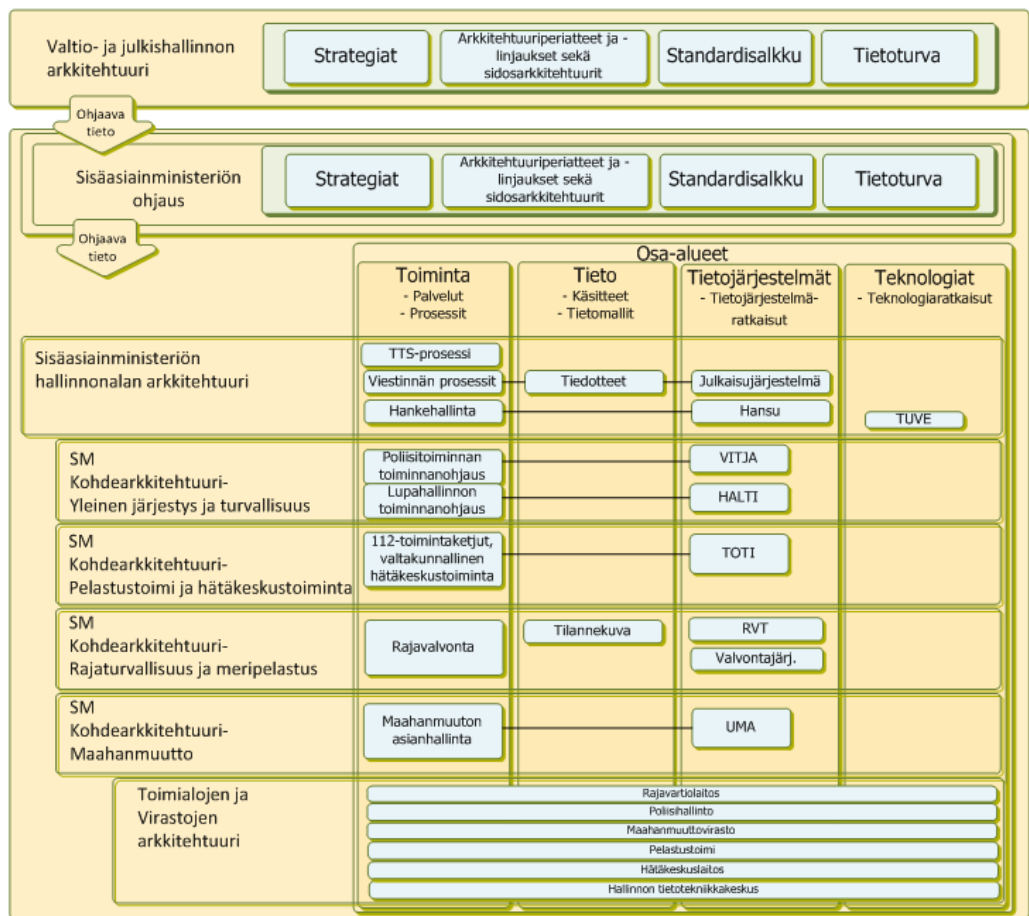 Valtio- ja julkishallinnon
arkkitehtuuri
Strategiat
Arkkitehtuuriperiatteet ja -
linjaukset sekä
sidosarkkitehtuurit
Standardisalkku
Tietoturva
Ohjaava
tieto
Sisäasiainministeriön
ohjaus
Strategiat
Arkkitehtuuriperiatteet ja -
linjaukset sekä
sidosarkkitehtuurit
Standardisalkku
Tietoturva
Ohjaava
tieto
Osa-alueet
Toiminta
- Palvelut
- Prosessit
Tieto
- Käsitteet
- Tietomallit
Tietojärjestelmät
- Tietojärjestelmä-
ratkaisut
Teknologiat
- Teknologiaratkaisut
Sisäasiainministeriön
hallinnonalan arkkitehtuuri
TTS-prosessi
Viestinnän prosessit
Tiedotteet
Julkaisujärjestelmä
Hankehallinta
Hansu
TUVE
SM
Kohdearkkitehtuuri-
Yleinen järjestys ja turvallisuus
Poliisitoiminnan
toiminnanohjaus
VITJA
Lupahallinnon
toiminnanohjaus
HALTI
SM
Kohdearkkitehtuuri-
Pelastustoimi ja hätäkeskustoiminta
112-toimintaketjut,
valtakunnallinen
hätäkeskustoiminta
TOTI
SM
Kohdearkkitehtuuri-
Rajaturvallisuus ja meripelastus
Rajavalvonta
Tilannekuva
RVT
Valvontajärj.
SM
Kohdearkkitehtuuri-
Maahanmuutto
Maahanmuuton
asianhallinta
UMA
Toimialojen ja
Virastojen
arkkitehtuuri
Rajavartiolaitos
Poliisihallinto
Maahanmuuttovirasto
Pelastustoimi
Hätäkeskuslaitos
Hallinnon tietotekniikkakeskus